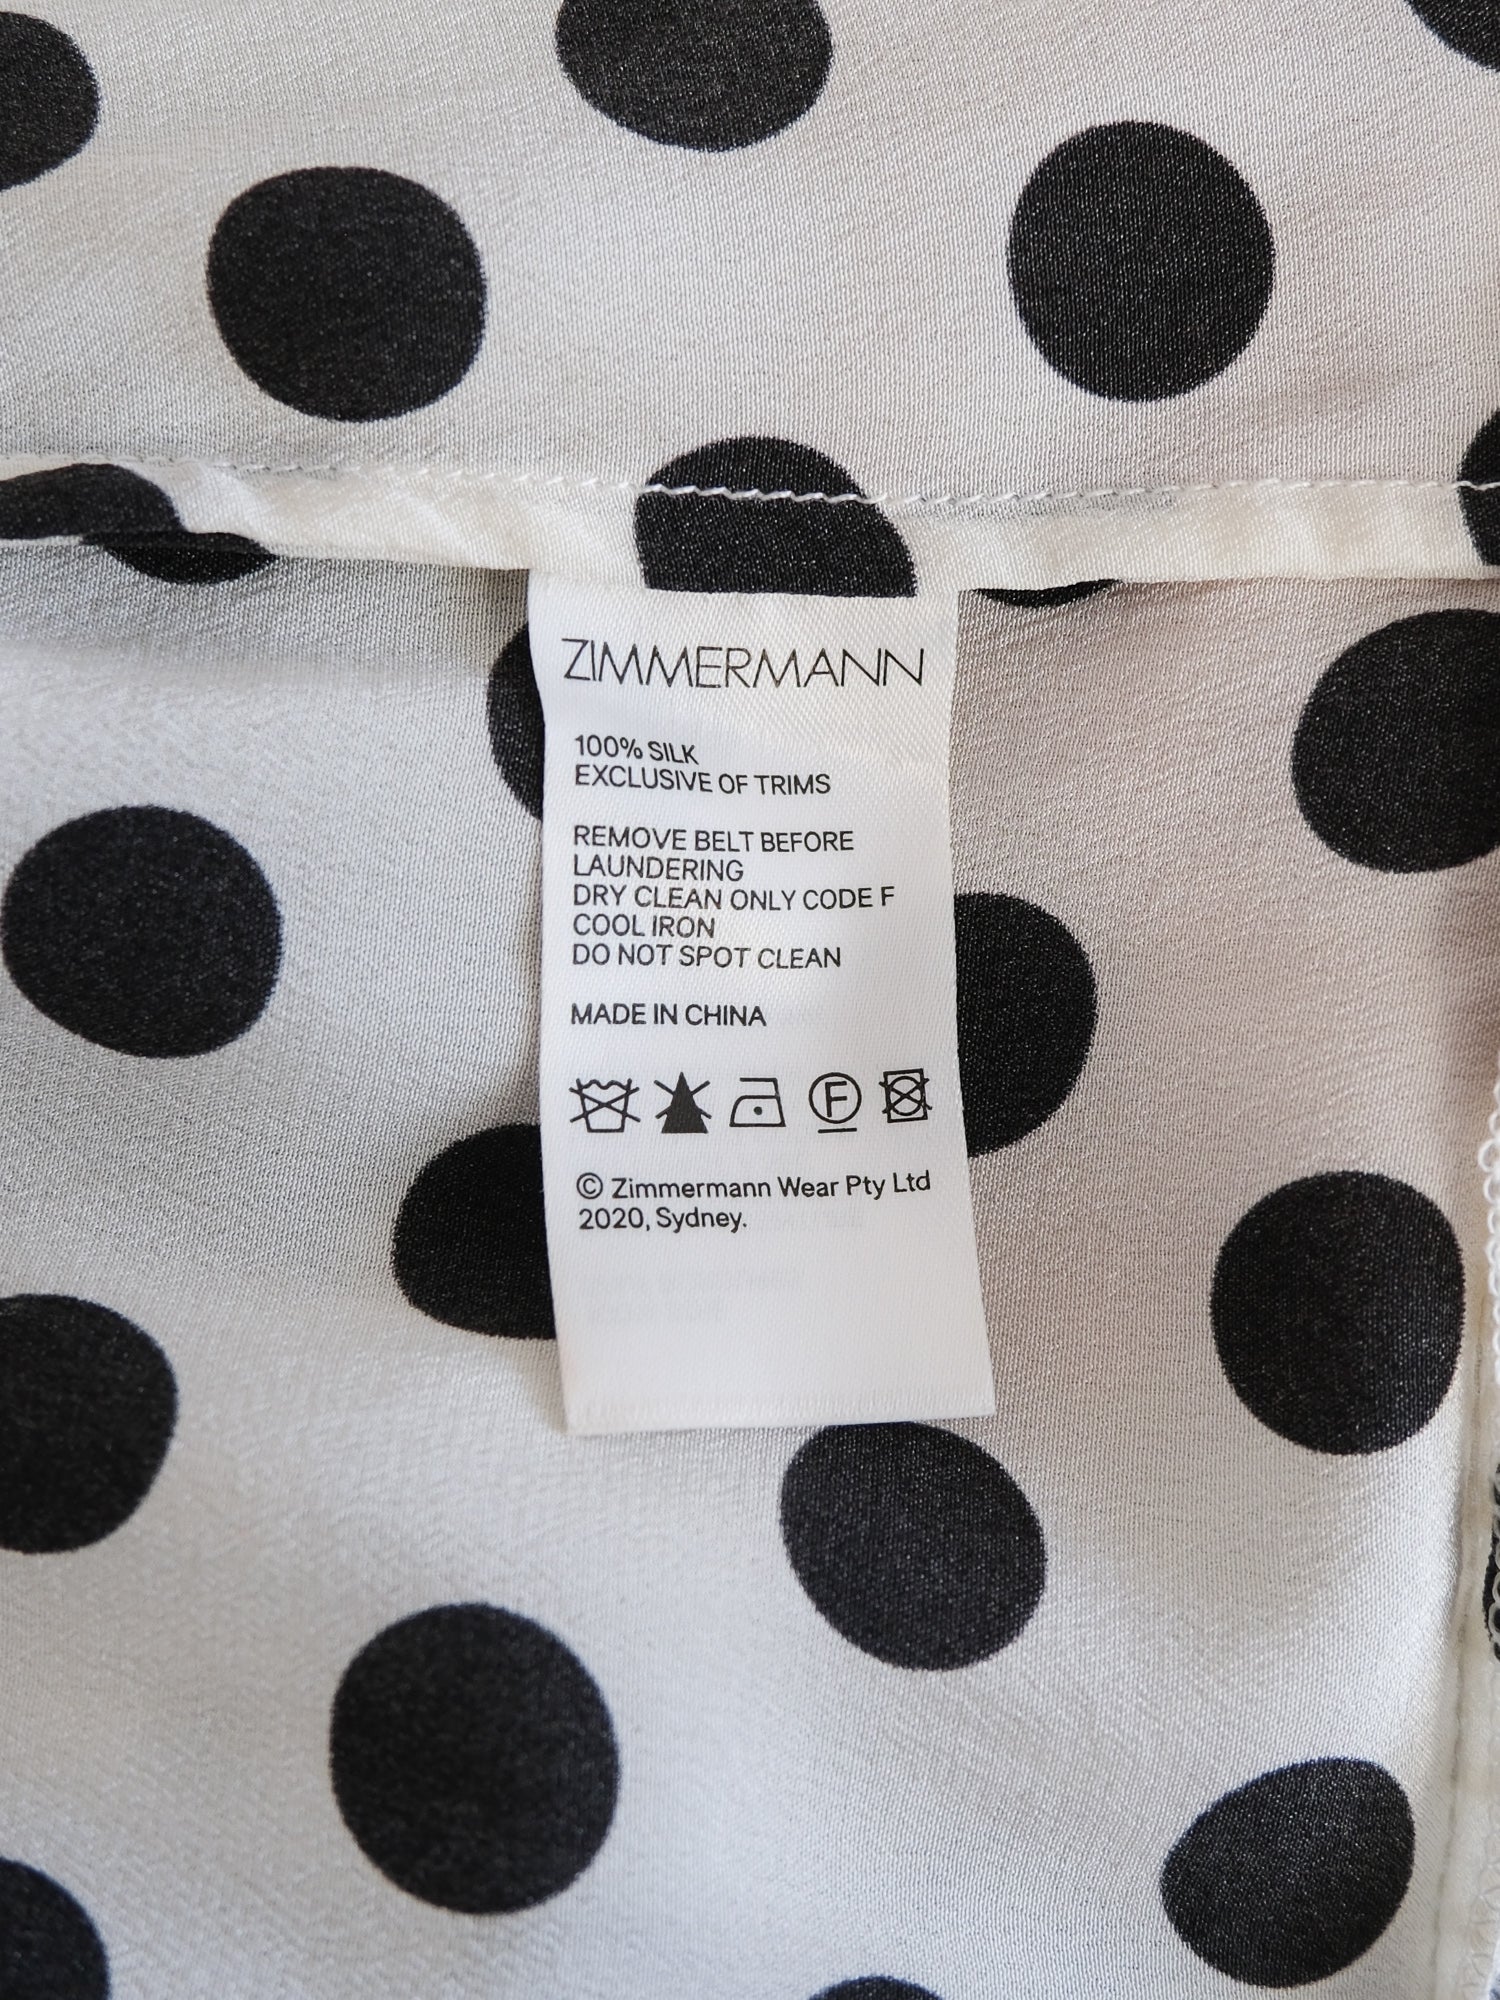 ZIMMERMANN
100% SILK
EXCLUSIVE OF TRIMS
REMOVE BELT BEFORE
LAUNDERING
DRY CLEAN ONLY CODE F
COOL IRON
DO NOT SPOT CLEAN
MADE IN CHINA
F
© Zimmermann Wear Pty Ltd
2020, Sydney.